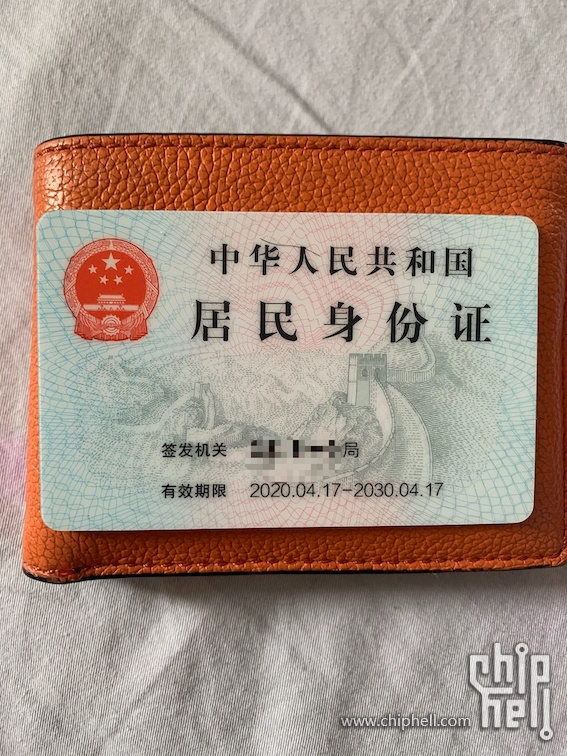 中华人民共和国
居民身份证
签发机关 局
有效期限 2020.04.17-2030.04.17
chip
hell
www.chiphell.com